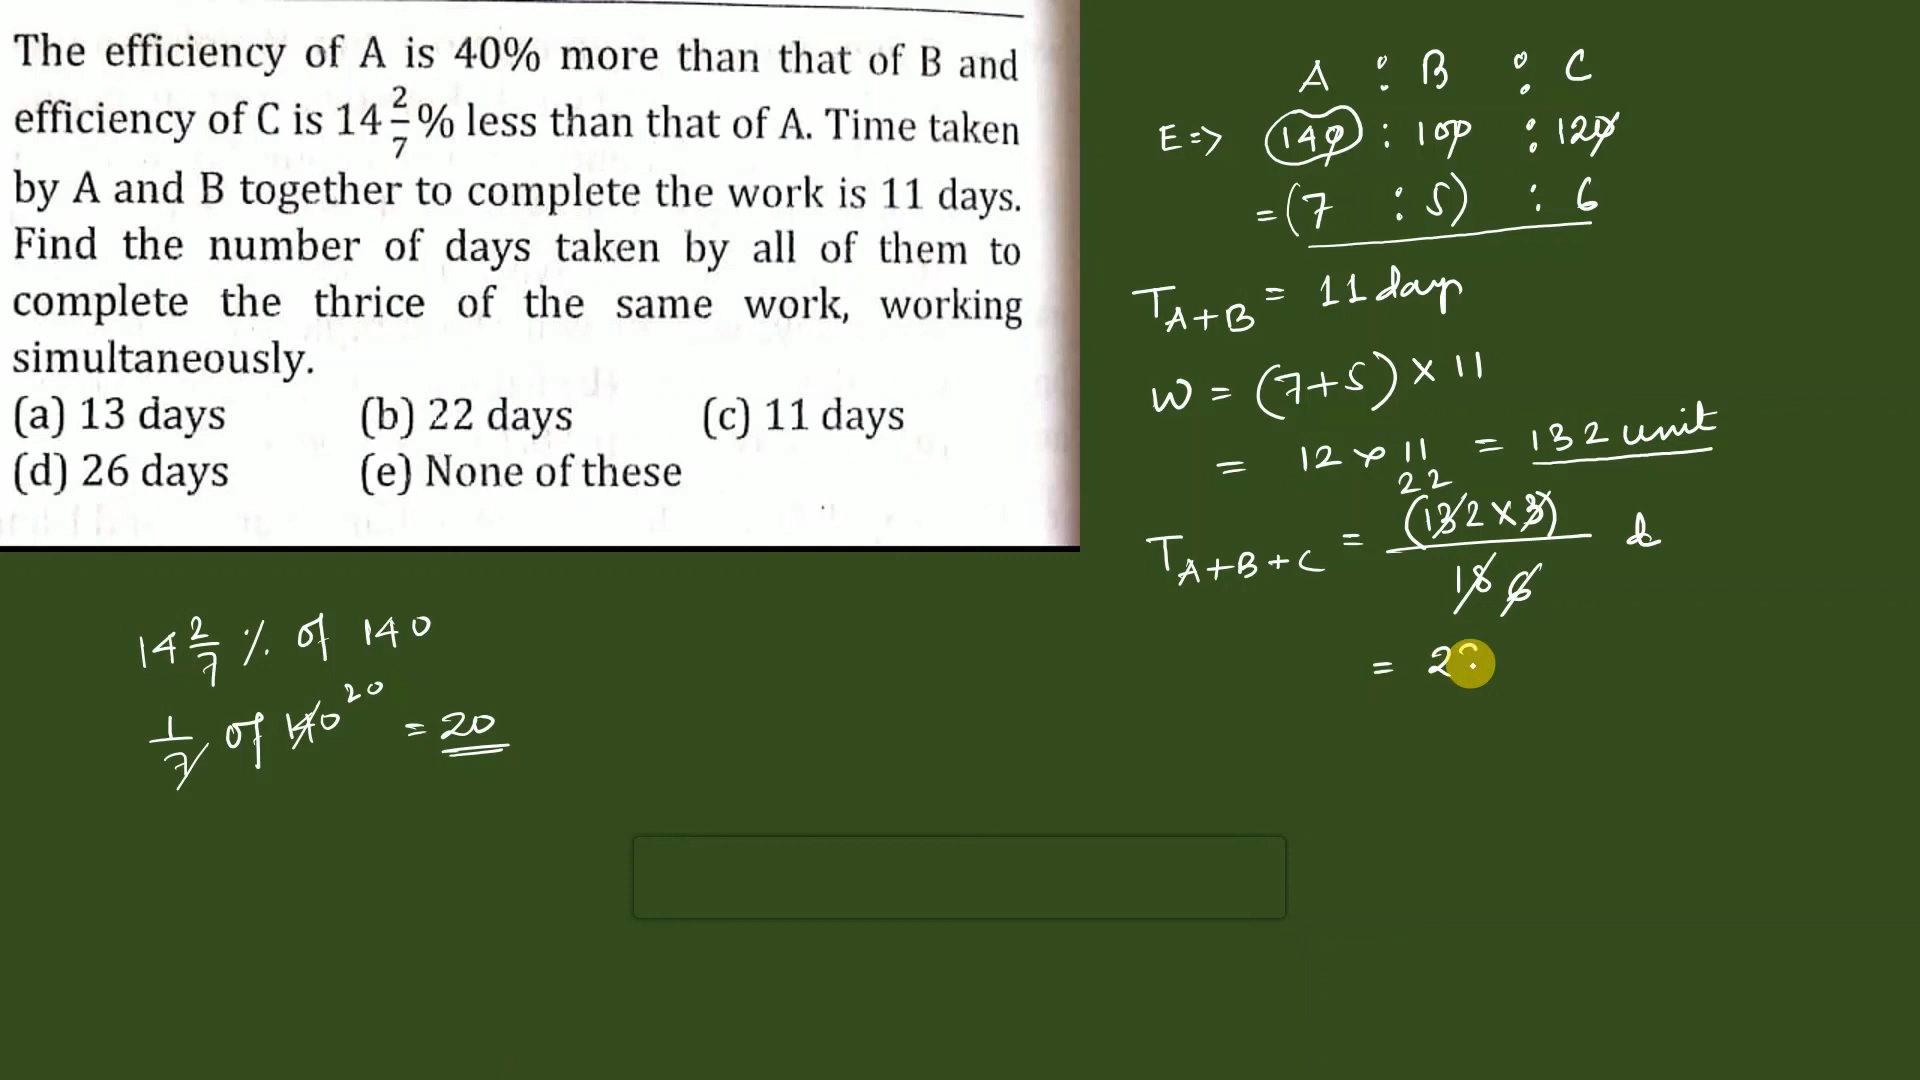 The efficiency of A is 40% more than that of B and
efficiency of C is 14 2/7 % less than that of A. Time taken
by A and B together to complete the work is 11 days.
Find the number of days taken by all of them to
complete the thrice of the same work, working
simultaneously.
(a) 13 days (b) 22 days (c) 11 days
(d) 26 days (e) None of these
A : B : C
E => 140 : 100 : 120
= (7 : 5) : 6
T A+B = 11 days
W = (7+5) × 11
= 12 × 11 = 132 unit
22
T A+B+C = (132 × 3) / 18 6 d
= 2
14 2/7 % of 140
1/7 of 140 20 = 20